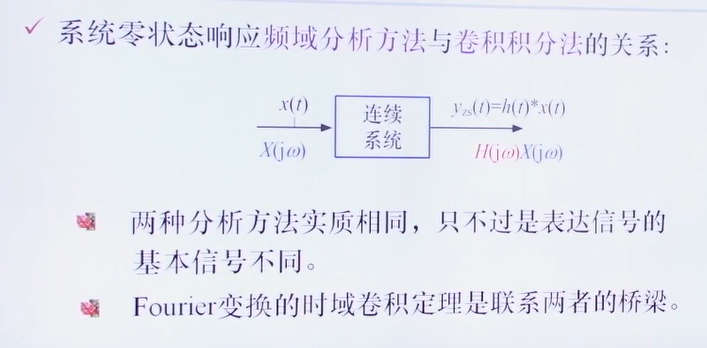 系统零状态响应频域分析方法与卷积积分法的关系:
x(t)
连续
系统
y_zs(t)=h(t)*x(t)
X(jω)
H(jω)X(jω)
两种分析方法实质相同，只不过是表达信号的
基本信号不同。
Fourier变换的时域卷积定理是联系两者的桥梁。